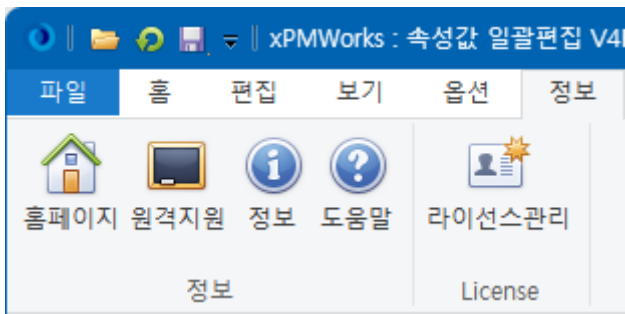 xPMWorks : 속성값 일괄편집 V4
파일 홈 편집 보기 옵션 정보
홈페이지 원격지원 정보 도움말 라이선스관리
정보 License